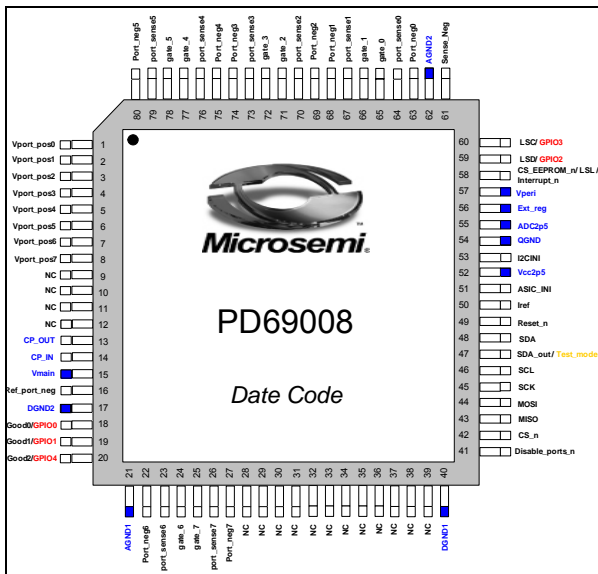 Port_neg5
port_sense5
gate_5
gate_4
port_sense4
Port_neg4
Port_neg3
port_sense3
gate_3
gate_2
port_sense2
Port_neg2
Port_neg1
port_sense1
gate_1
gate_0
port_sense0
Port_neg0
AGND2
Sense_Neg
80 79 78 77 76 75 74 73 72 71 70 69 68 67 66 65 64 63 62 61
Vport_pos0 1
Vport_pos1 2
Vport_pos2 3
Vport_pos3 4
Vport_pos4 5
Vport_pos5 6
Vport_pos6 7
Vport_pos7 8
NC 9
NC 10
NC 11
NC 12
CP_OUT 13
CP_IN 14
Vmain 15
Ref_port_neg 16
DGND2 17
Good0/GPIO0 18
Good1/GPIO1 19
Good2/GPIO4 20
Microsemi®
TM
PD69008
Date Code
60 LSC/ GPIO3
59 LSD/ GPIO2
58 CS_EEPROM_n/ LSL /
Interrupt_n
57 Vperi
56 Ext_reg
55 ADC2p5
54 QGND
53 I2CINI
52 Vcc2p5
51 ASIC_INI
50 Iref
49 Reset_n
48 SDA
47 SDA_out/ Test_mode
46 SCL
45 SCK
44 MOSI
43 MISO
42 CS_n
41 Disable_ports_n
21 22 23 24 25 26 27 28 29 30 31 32 33 34 35 36 37 38 39 40
AGND1
Port_neg6
port_sense6
gate_6
gate_7
port_sense7
Port_neg7
NC
NC
NC
NC
NC
NC
NC
NC
NC
NC
NC
NC
DGND1